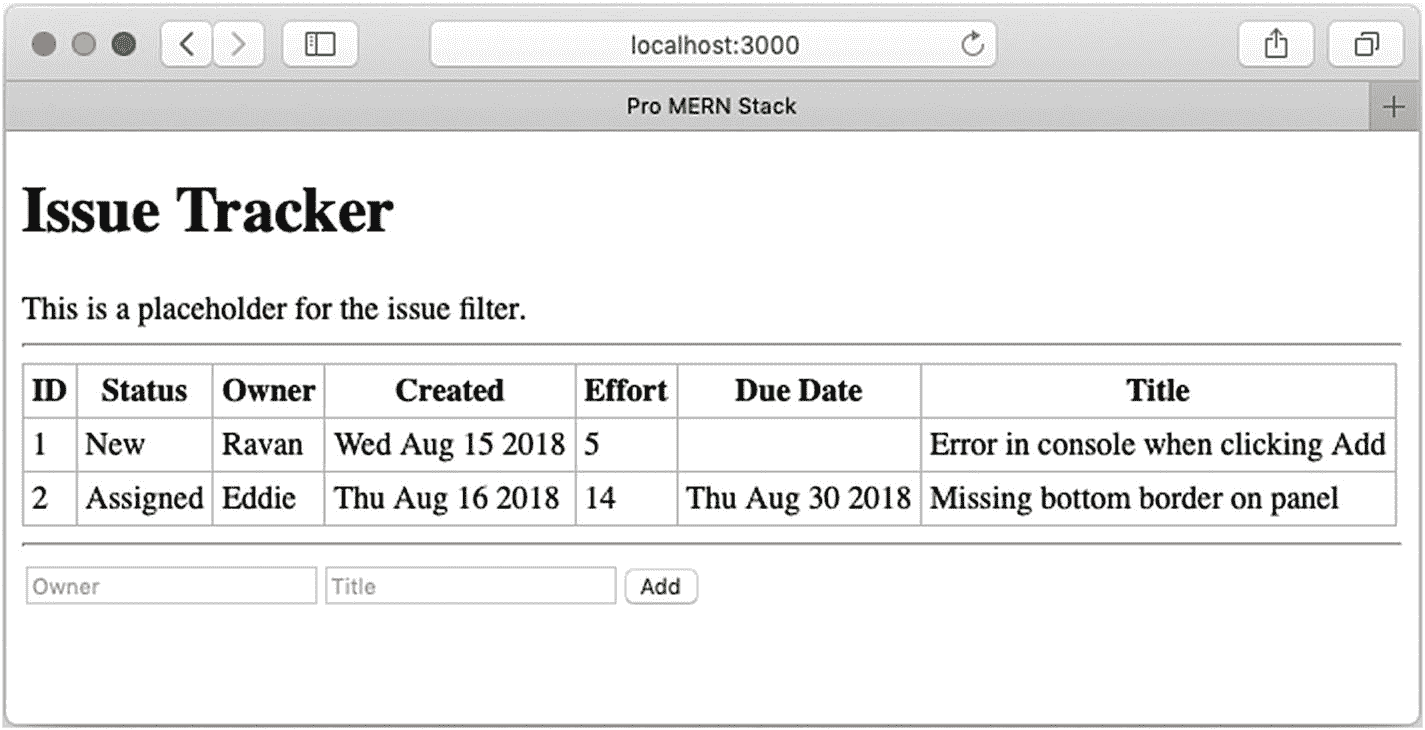 localhost:3000
Pro MERN Stack
Issue Tracker
This is a placeholder for the issue filter.
ID Status Owner Created Effort Due Date Title
1 New Ravan Wed Aug 15 2018 5 Error in console when clicking Add
2 Assigned Eddie Thu Aug 16 2018 14 Thu Aug 30 2018 Missing bottom border on panel
Owner Title Add